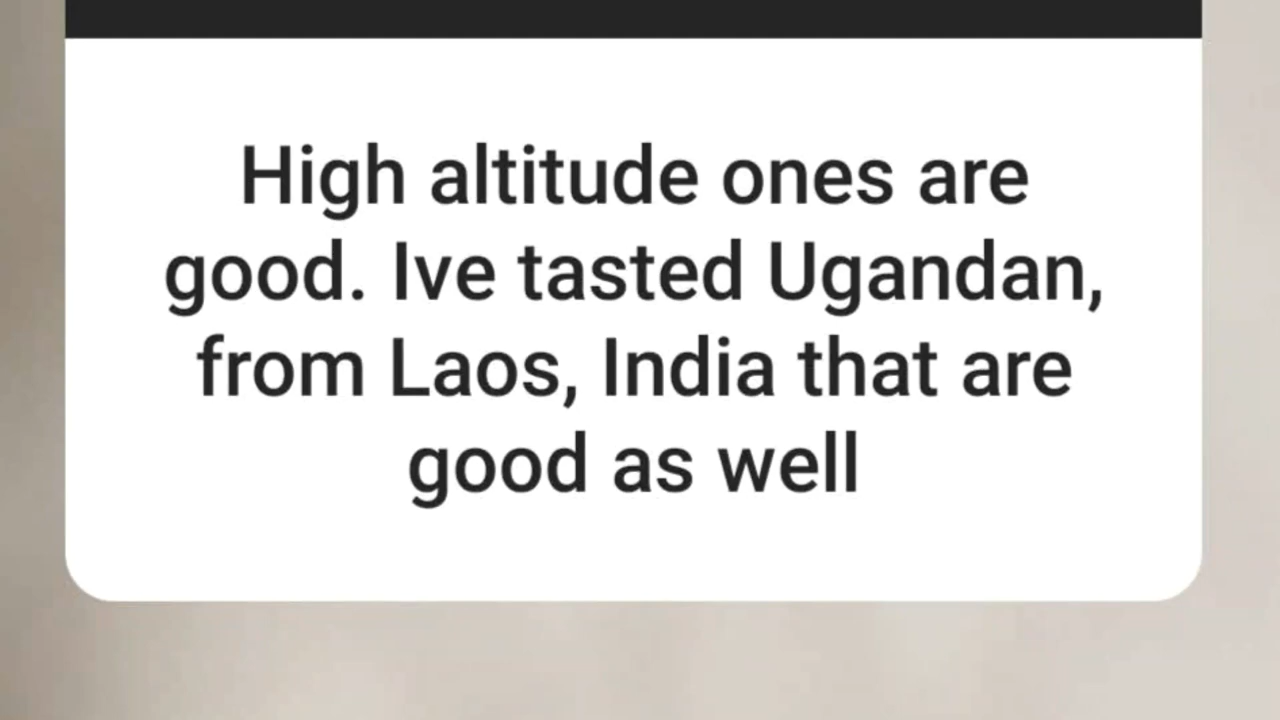 High altitude ones are
good. Ive tasted Ugandan,
from Laos, India that are
good as well